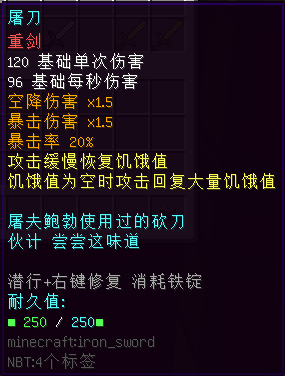 屠刀
重剑
120 基础单次伤害
96 基础每秒伤害
空降伤害 x1.5
暴击伤害 x1.5
暴击率 20%
攻击缓慢恢复饥饿值
饥饿值为空时攻击回复大量饥饿值
屠夫鲍勃使用过的砍刀
伙计 尝尝这味道
潜行+右键修复 消耗铁锭
耐久值:
■ 250 / 250■
minecraft:iron_sword
NBT:4个标签